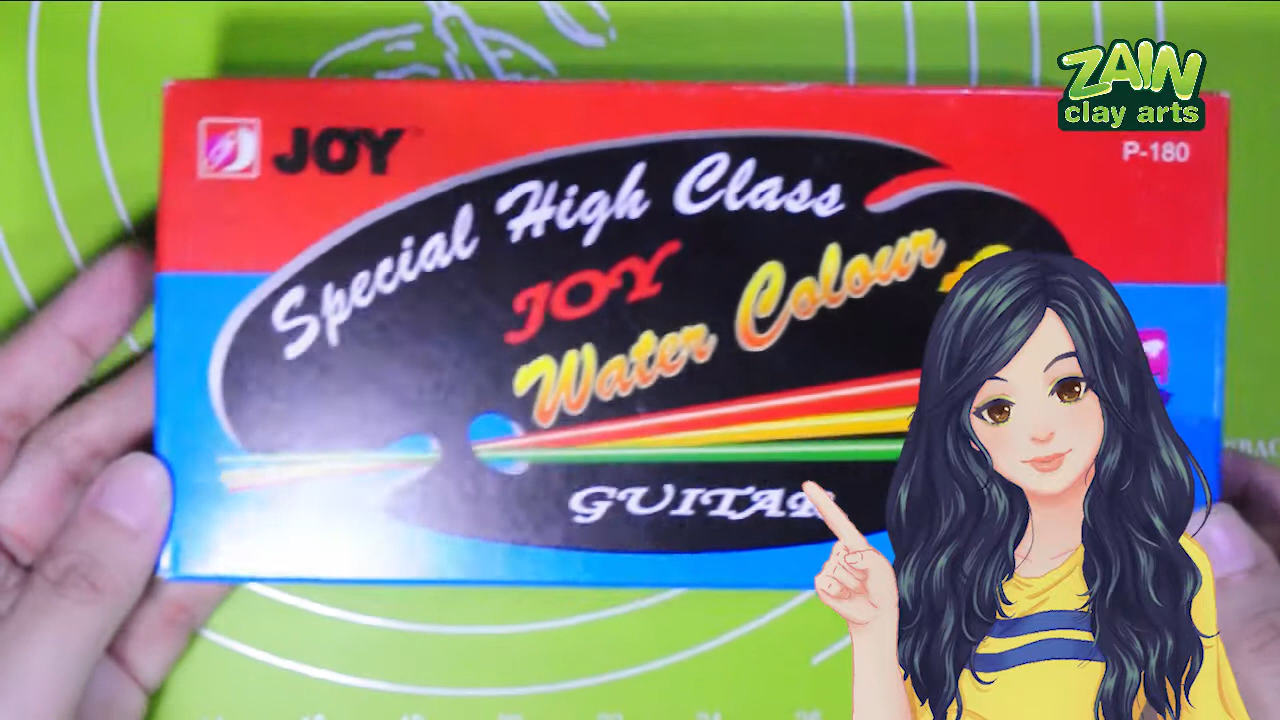 ZAIN
clay arts
JOY
P-180
Special High Class
JOY
Water Colour
GUITAR